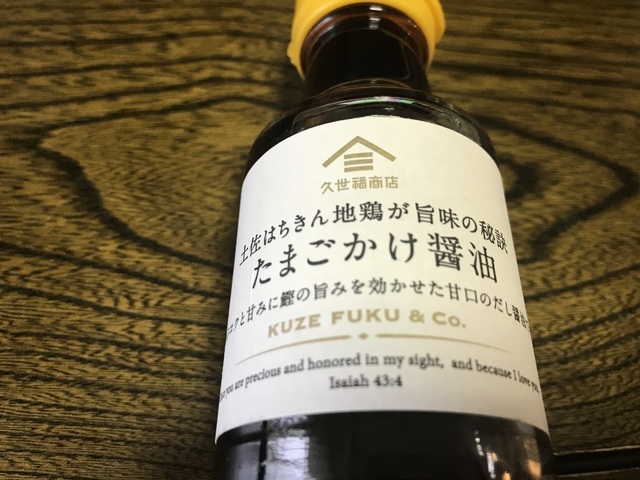 久世福商店
土佐はちきん地鶏が旨味の秘訣
たまごかけ醤油
コクと甘みに鰹の旨みを効かせた甘口のだし醤油
KUZE FUKU & Co.
you are precious and honored in my sight, and because I love you,
Isaiah 43:4